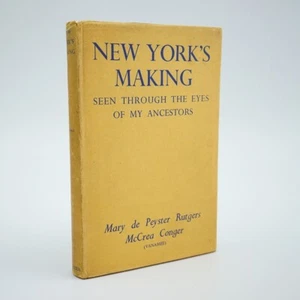 NEW YORK'S
MAKING
SEEN THROUGH THE EYES
OF MY ANCESTORS
Mary de Peyster Rutgers
McCrea Conger
(VANAMEE)